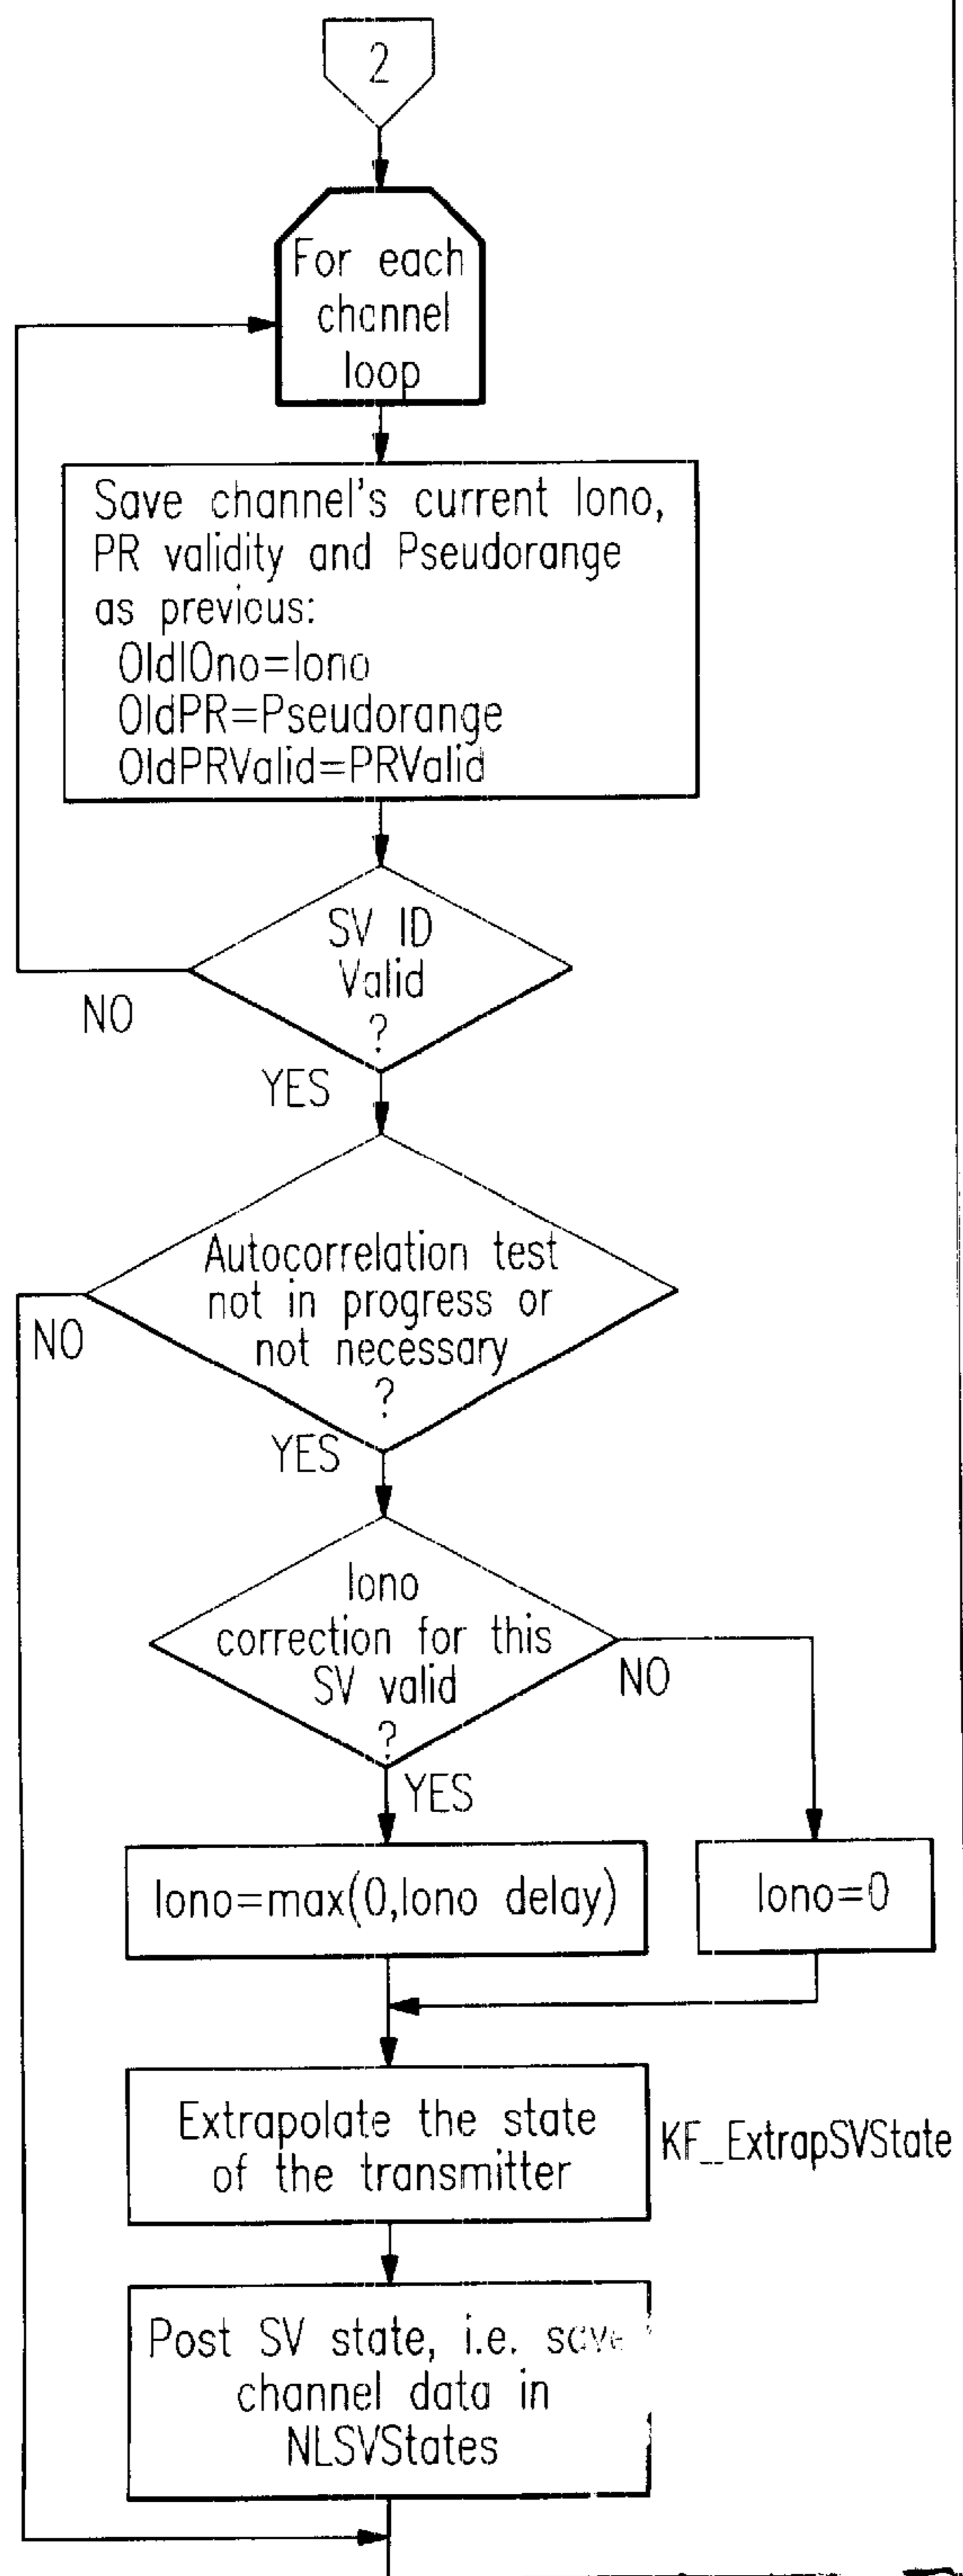 2
For each
channel
loop
Save channel's current Iono,
PR validity and Pseudorange
as previous:
OldIOno=Iono
OldPR=Pseudorange
OldPRValid=PRValid
SV ID
Valid
?
NO
YES
Autocorrelation test
not in progress or
not necessary
?
NO
YES
Iono
correction for this
SV valid
?
NO
YES
Iono=max(0,Iono delay)
Iono=0
Extrapolate the state
of the transmitter
KF_ExtrapSVState
Post SV state, i.e. save
channel data in
NLSVStates